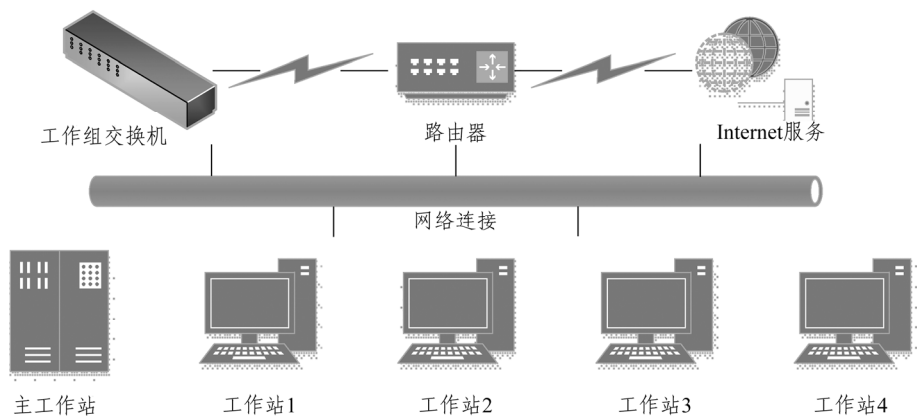 工作组交换机
路由器
Internet服务
网络连接
主工作站
工作站1
工作站2
工作站3
工作站4